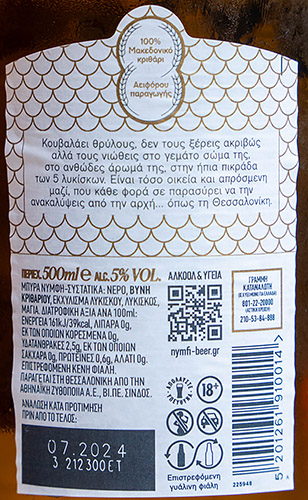 100%
Μακεδονικό
κριθάρι
Αειφόρου
παραγωγής
Κουβαλάει θρύλους, δεν τους ξέρεις ακριβώς
αλλά τους νιώθεις στο γεμάτο σώμα της,
στο ανθώδες άρωμά της, στην ήπια πικράδα
των 5 λυκίσκων. Είναι τόσο οικεία και απρόσμενη
μαζί, που κάθε φορά σε παρασύρει να την
ανακαλύψεις από την αρχή... όπως τη Θεσσαλονίκη.
ΠΕΡΙΕΧ. 500ml e ALC. 5% VOL.
ΜΠΥΡΑ ΝΥΜΦΗ-ΣΥΣΤΑΤΙΚΑ: ΝΕΡΟ, ΒΥΝΗ
ΚΡΙΘΑΡΙΟΥ, ΕΚΧΥΛΙΣΜΑ ΛΥΚΙΣΚΟΥ, ΛΥΚΙΣΚΟΣ,
ΜΑΓΙΑ. ΔΙΑΤΡΟΦΙΚΗ ΑΞΙΑ ΑΝΑ 100ml:
ΕΝΕΡΓΕΙΑ 161kJ/39kcal, ΛΙΠΑΡΑ 0g,
ΕΚ ΤΩΝ ΟΠΟΙΩΝ ΚΟΡΕΣΜΕΝΑ 0g,
ΥΔΑΤΑΝΘΡΑΚΕΣ 2,5g, ΕΚ ΤΩΝ ΟΠΟΙΩΝ
ΣΑΚΧΑΡΑ 0g, ΠΡΩΤΕΪΝΕΣ 0,6g, ΑΛΑΤΙ 0g.
ΕΠΙΣΤΡΕΦΟΜΕΝΗ ΚΕΝΗ ΦΙΑΛΗ.
ΠΑΡΑΓΕΤΑΙ ΣΤΗ ΘΕΣΣΑΛΟΝΙΚΗ ΑΠΟ ΤΗΝ
ΑΘΗΝΑΪΚΗ ΖΥΘΟΠΟΙΙΑ Α.Ε., ΒΙ.ΠΕ. ΣΙΝΔΟΣ.
ΑΝΑΛΩΣΗ ΚΑΤΑ ΠΡΟΤΙΜΗΣΗ
ΠΡΙΝ ΑΠΟ ΤΟ ΤΕΛΟΣ:
07.2024
3 212300ET
ΑΛΚΟΟΛ & ΥΓΕΙΑ
nymfi-beer.gr
18+
Επιστρεφόμενη
γυάλινη φιάλη
ΓΡΑΜΜΗ
ΚΑΤΑΝΑΛΩΤΗ
801-22-20000
210-53-84-888
5201261910014
225948